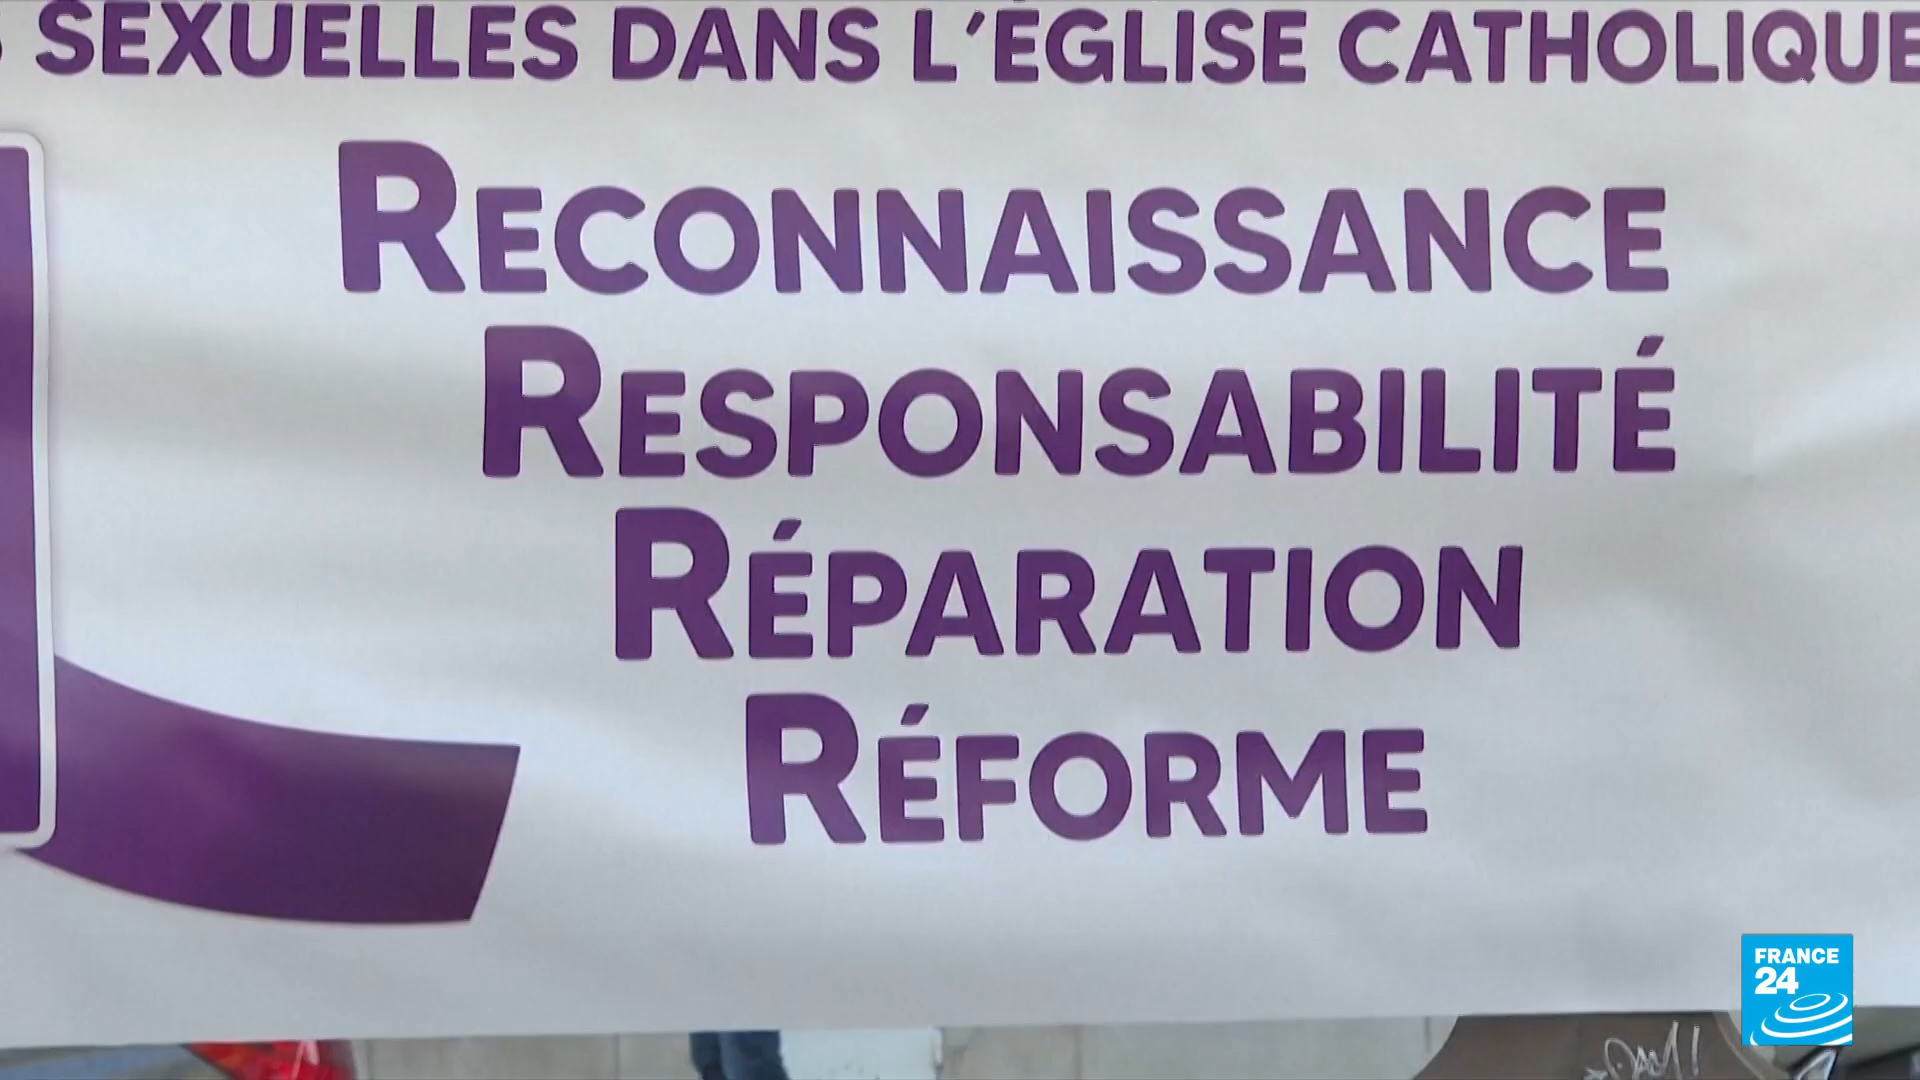 SEXUELLES DANS L'ÉGLISE CATHOLIQUE
RECONNAISSANCE
RESPONSABILITÉ
RÉPARATION
RÉFORME
FRANCE
24